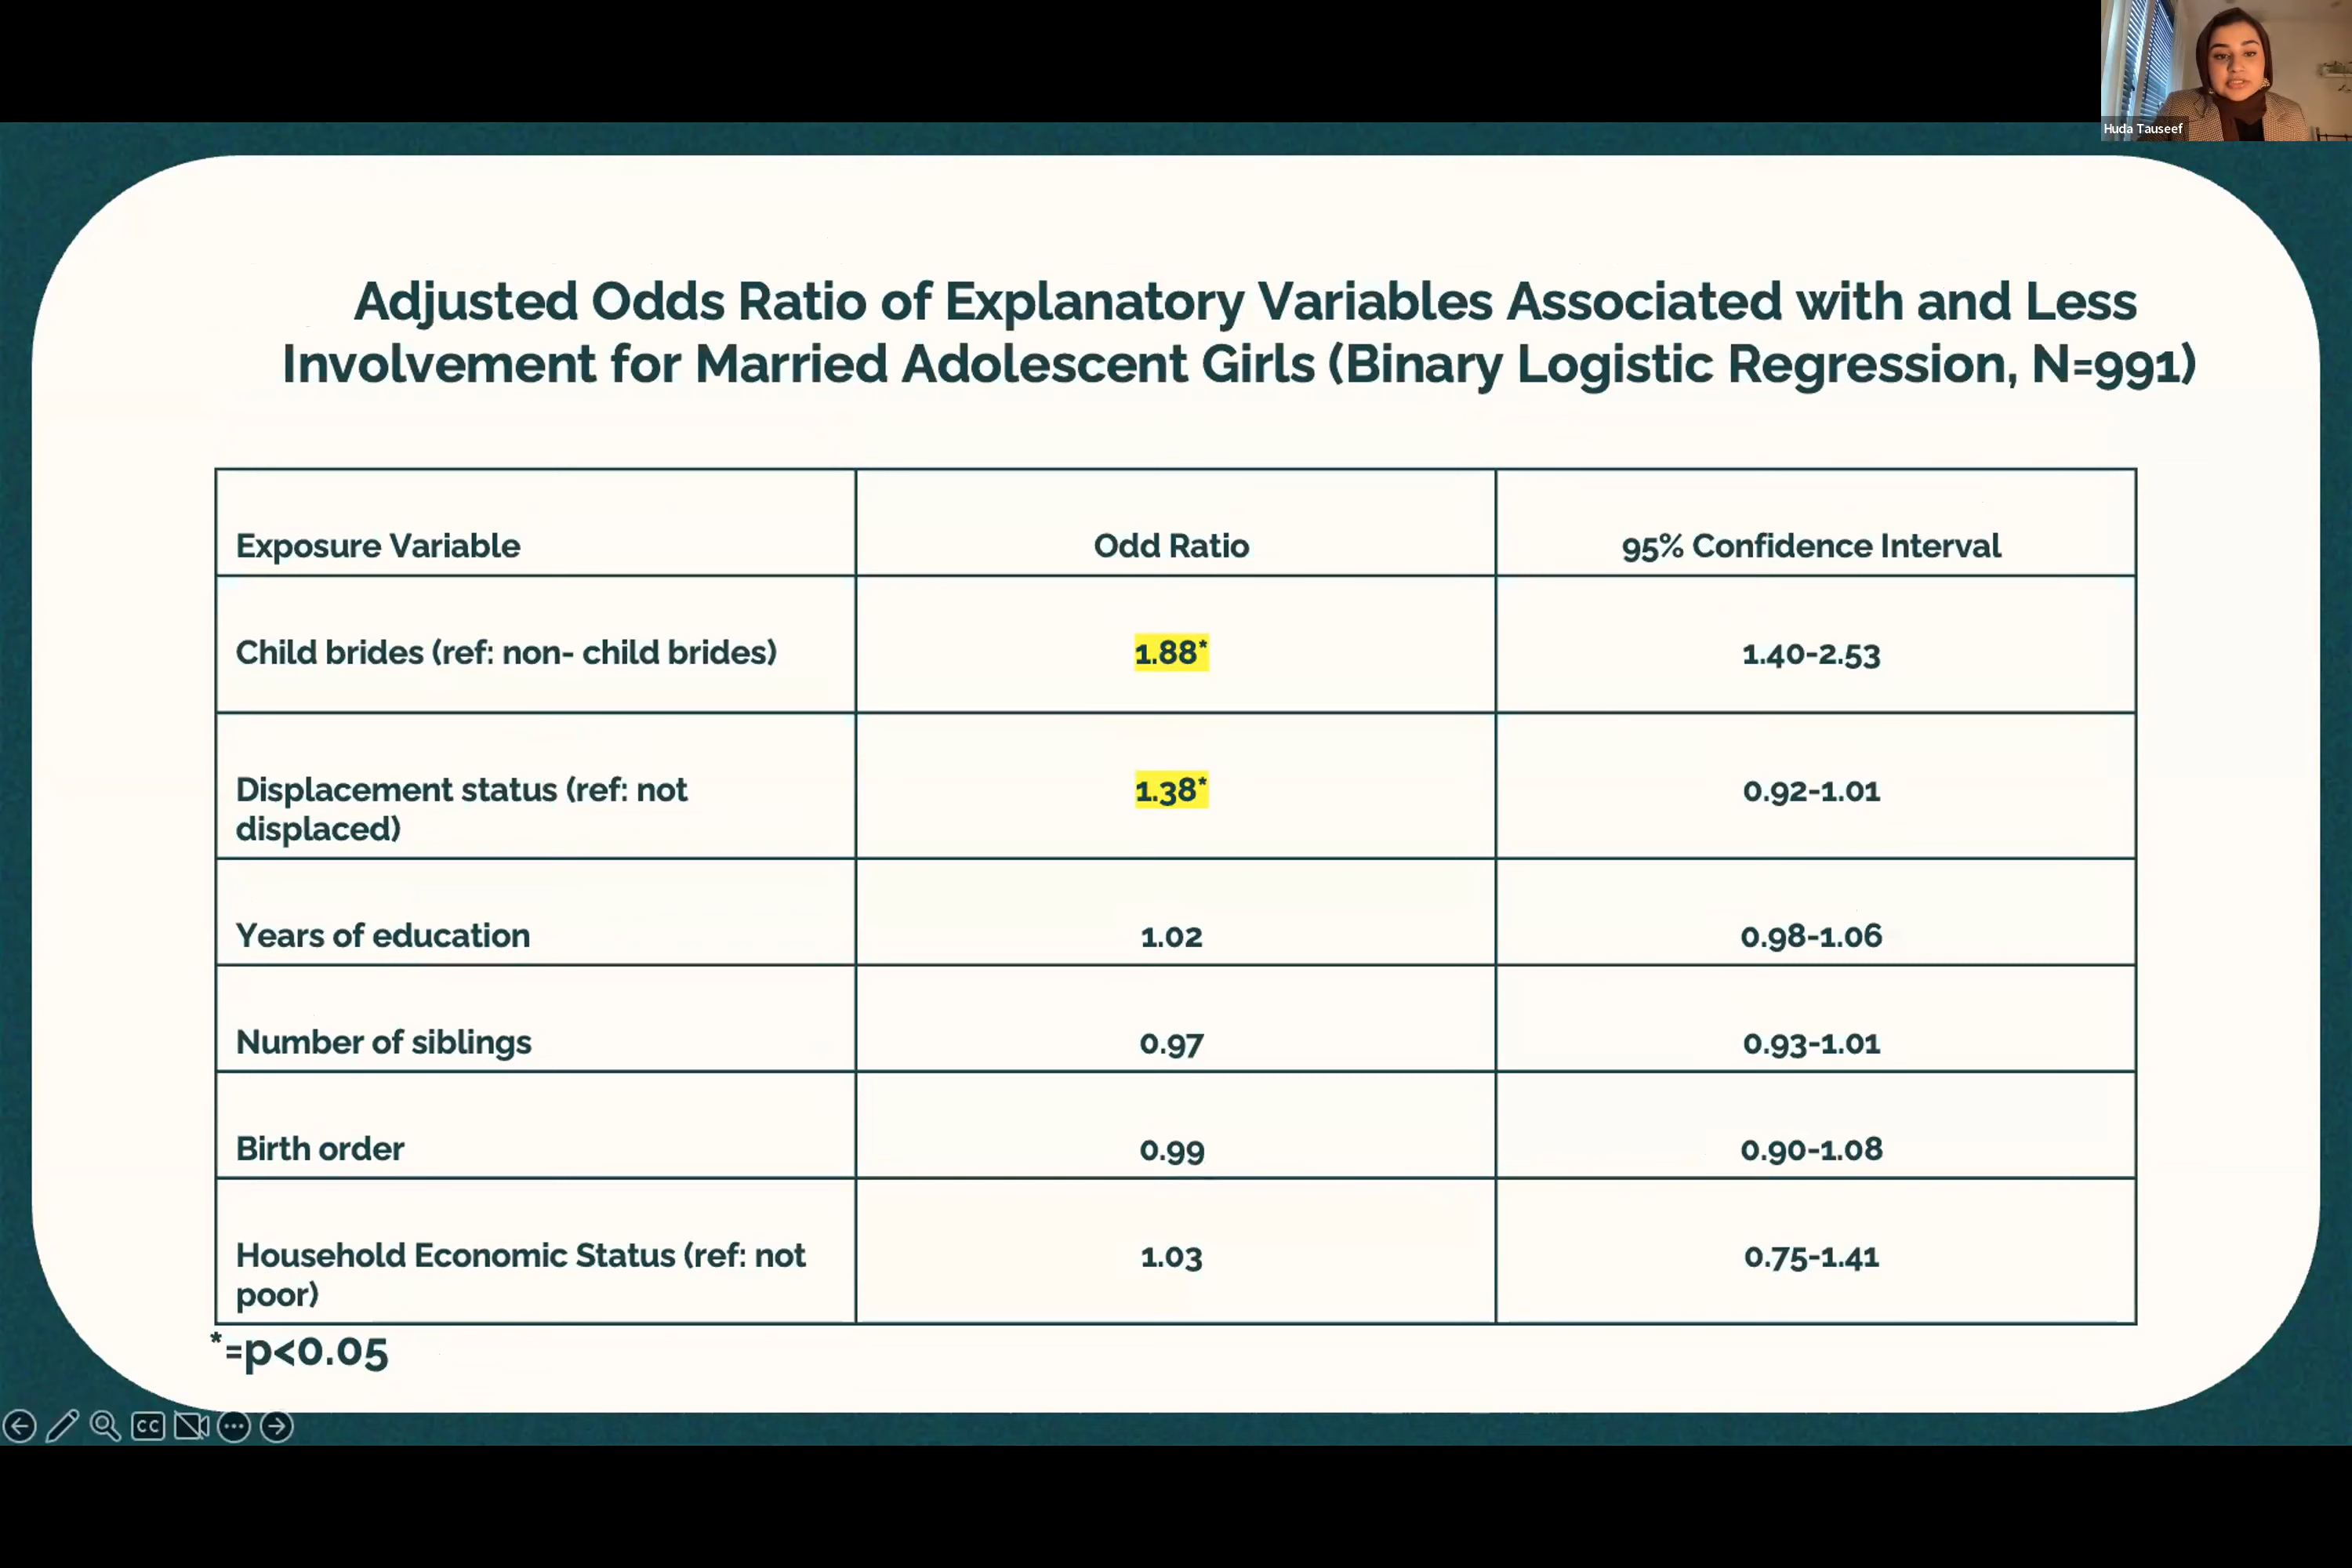 Huda Tauseef
Adjusted Odds Ratio of Explanatory Variables Associated with and Less
Involvement for Married Adolescent Girls (Binary Logistic Regression, N=991)
Exposure Variable Odd Ratio 95% Confidence Interval
Child brides (ref: non- child brides) 1.88* 1.40-2.53
Displacement status (ref: not 1.38* 0.92-1.01
displaced)
Years of education 1.02 0.98-1.06
Number of siblings 0.97 0.93-1.01
Birth order 0.99 0.90-1.08
Household Economic Status (ref: not 1.03 0.75-1.41
poor)
*=p<0.05
CC